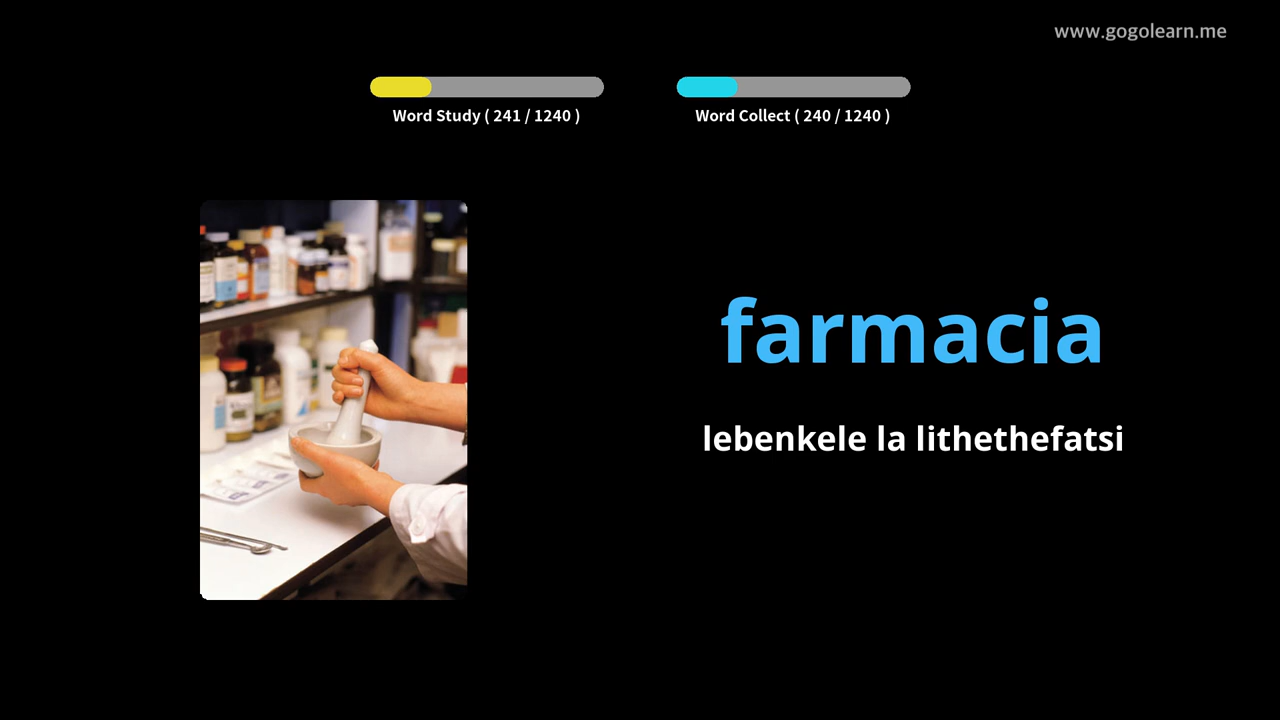 www.gogolearn.me
Word Study ( 241 / 1240 )
Word Collect ( 240 / 1240 )
farmacia
lebenkele la lithethefatsi